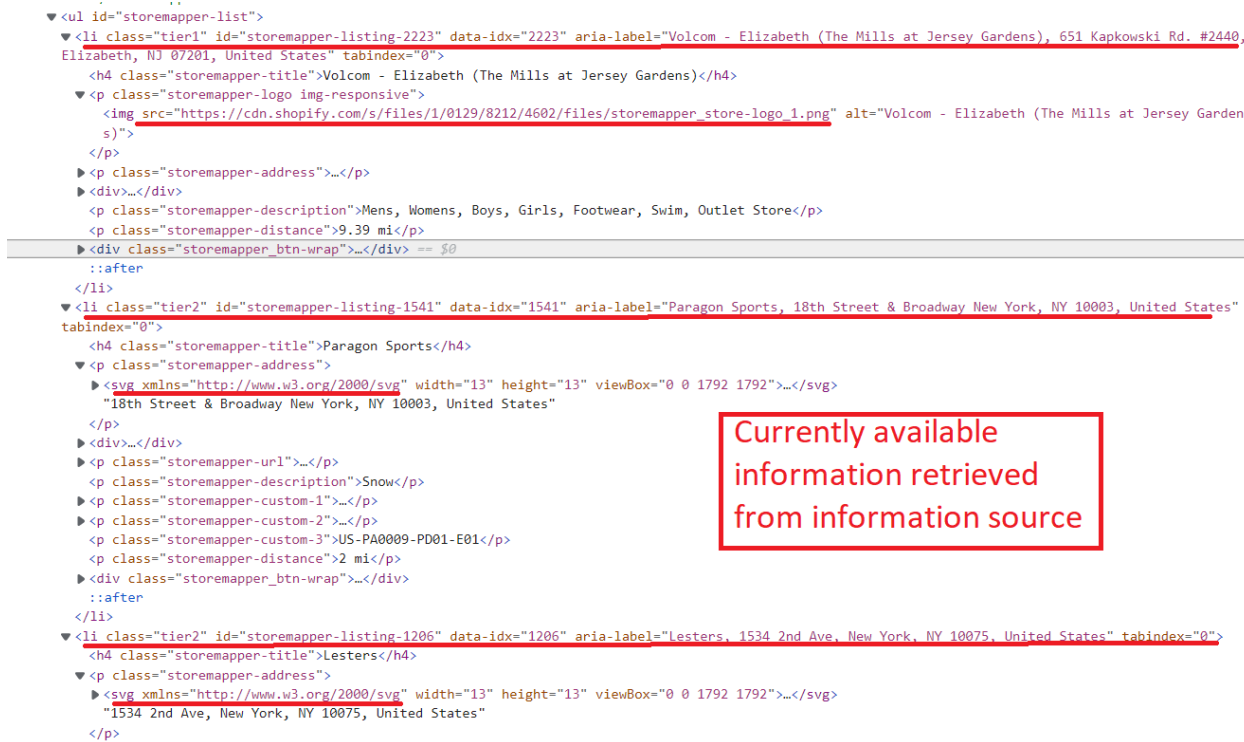 ▼<ul id="storemapper-list">
▼<li class="tier1" id="storemapper-listing-2223" data-idx="2223" aria-label="Volcom - Elizabeth (The Mills at Jersey Gardens), 651 Kapkowski Rd. #2440,
Elizabeth, NJ 07201, United States" tabindex="0">
<h4 class="storemapper-title">Volcom - Elizabeth (The Mills at Jersey Gardens)</h4>
▼<p class="storemapper-logo img-responsive">
<img src="https://cdn.shopify.com/s/files/1/0129/8212/4602/files/storemapper_store-logo_1.png" alt="Volcom - Elizabeth (The Mills at Jersey Garden
s)">
</p>
▶<p class="storemapper-address">…</p>
▶<div>…</div>
<p class="storemapper-description">Mens, Womens, Boys, Girls, Footwear, Swim, Outlet Store</p>
<p class="storemapper-distance">9.39 mi</p>
▶<div class="storemapper_btn-wrap">…</div> == $0
::after
</li>
▼<li class="tier2" id="storemapper-listing-1541" data-idx="1541" aria-label="Paragon Sports, 18th Street & Broadway New York, NY 10003, United States"
tabindex="0">
<h4 class="storemapper-title">Paragon Sports</h4>
▼<p class="storemapper-address">
▶<svg xmlns="http://www.w3.org/2000/svg" width="13" height="13" viewBox="0 0 1792 1792">…</svg>
"18th Street & Broadway New York, NY 10003, United States"
</p>
▶<div>…</div>
▶<p class="storemapper-url">…</p>
<p class="storemapper-description">Snow</p>
▶<p class="storemapper-custom-1">…</p>
▶<p class="storemapper-custom-2">…</p>
<p class="storemapper-custom-3">US-PA0009-PD01-E01</p>
<p class="storemapper-distance">2 mi</p>
▶<div class="storemapper_btn-wrap">…</div>
::after
</li>
Currently available
information retrieved
from information source
▼<li class="tier2" id="storemapper-listing-1206" data-idx="1206" aria-label="Lesters, 1534 2nd Ave, New York, NY 10075, United States" tabindex="0">
<h4 class="storemapper-title">Lesters</h4>
▼<p class="storemapper-address">
▶<svg xmlns="http://www.w3.org/2000/svg" width="13" height="13" viewBox="0 0 1792 1792">…</svg>
"1534 2nd Ave, New York, NY 10075, United States"
</p>